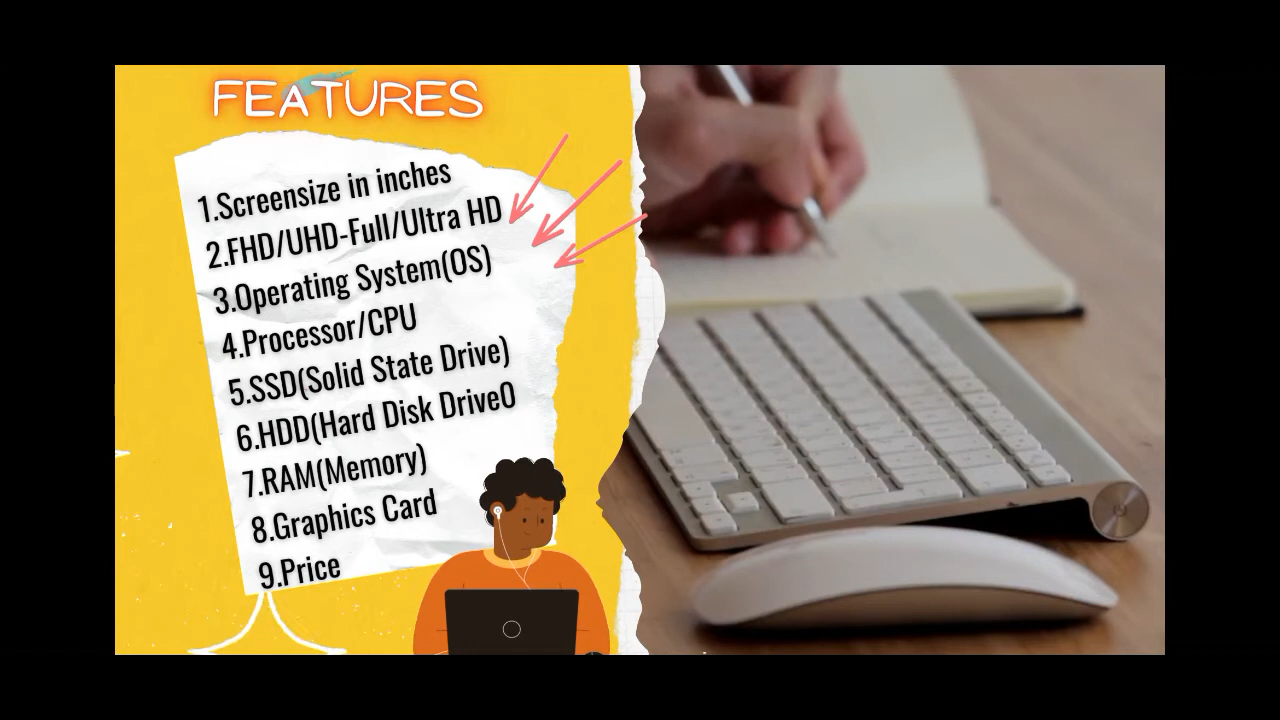 FEATURES
1.Screensize in inches
2.FHD/UHD-Full/Ultra HD
3.Operating System(OS)
4.Processor/CPU
5.SSD(Solid State Drive)
6.HDD(Hard Disk Drive0
7.RAM(Memory)
8.Graphics Card
9.Price